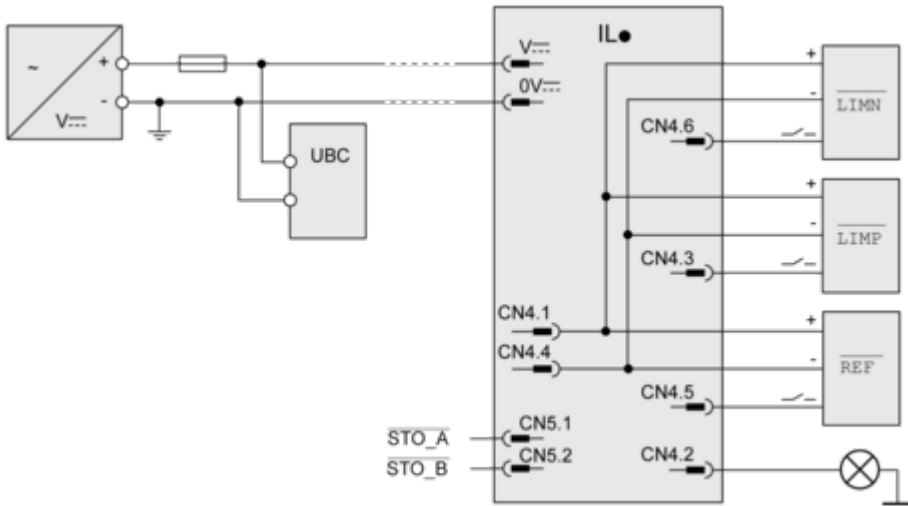 ~
+
-
V⎓
UBC
IL●
V⎓
0V⎓
CN4.6
CN4.3
CN4.1
CN4.4
CN4.5
CN5.1
CN5.2
CN4.2
STO_A
STO_B
+
-
LIMN
+
-
LIMP
+
-
REF